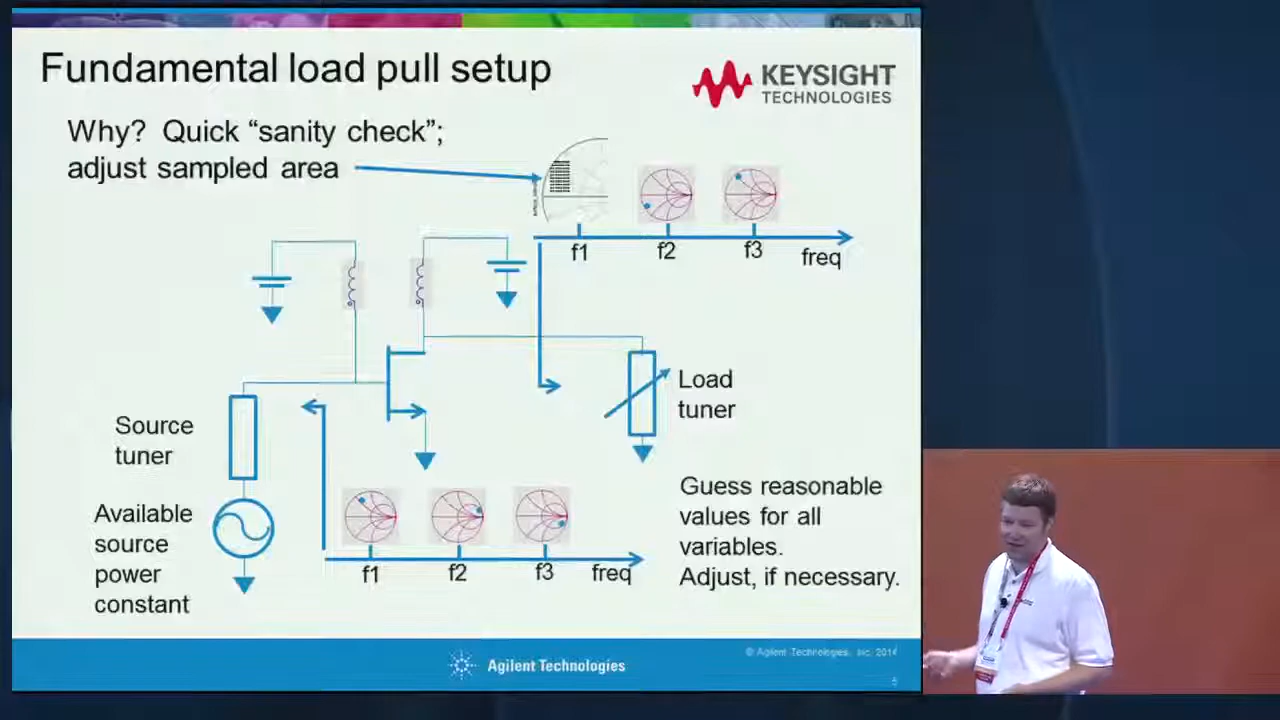 Fundamental load pull setup
KEYSIGHT
TECHNOLOGIES
Why? Quick “sanity check”;
adjust sampled area
f1
f2
f3
freq
Load
tuner
Source
tuner
Available
source
power
constant
f1
f2
f3
freq
Guess reasonable
values for all
variables.
Adjust, if necessary.
Agilent Technologies
© Agilent Technologies, Inc. 2014